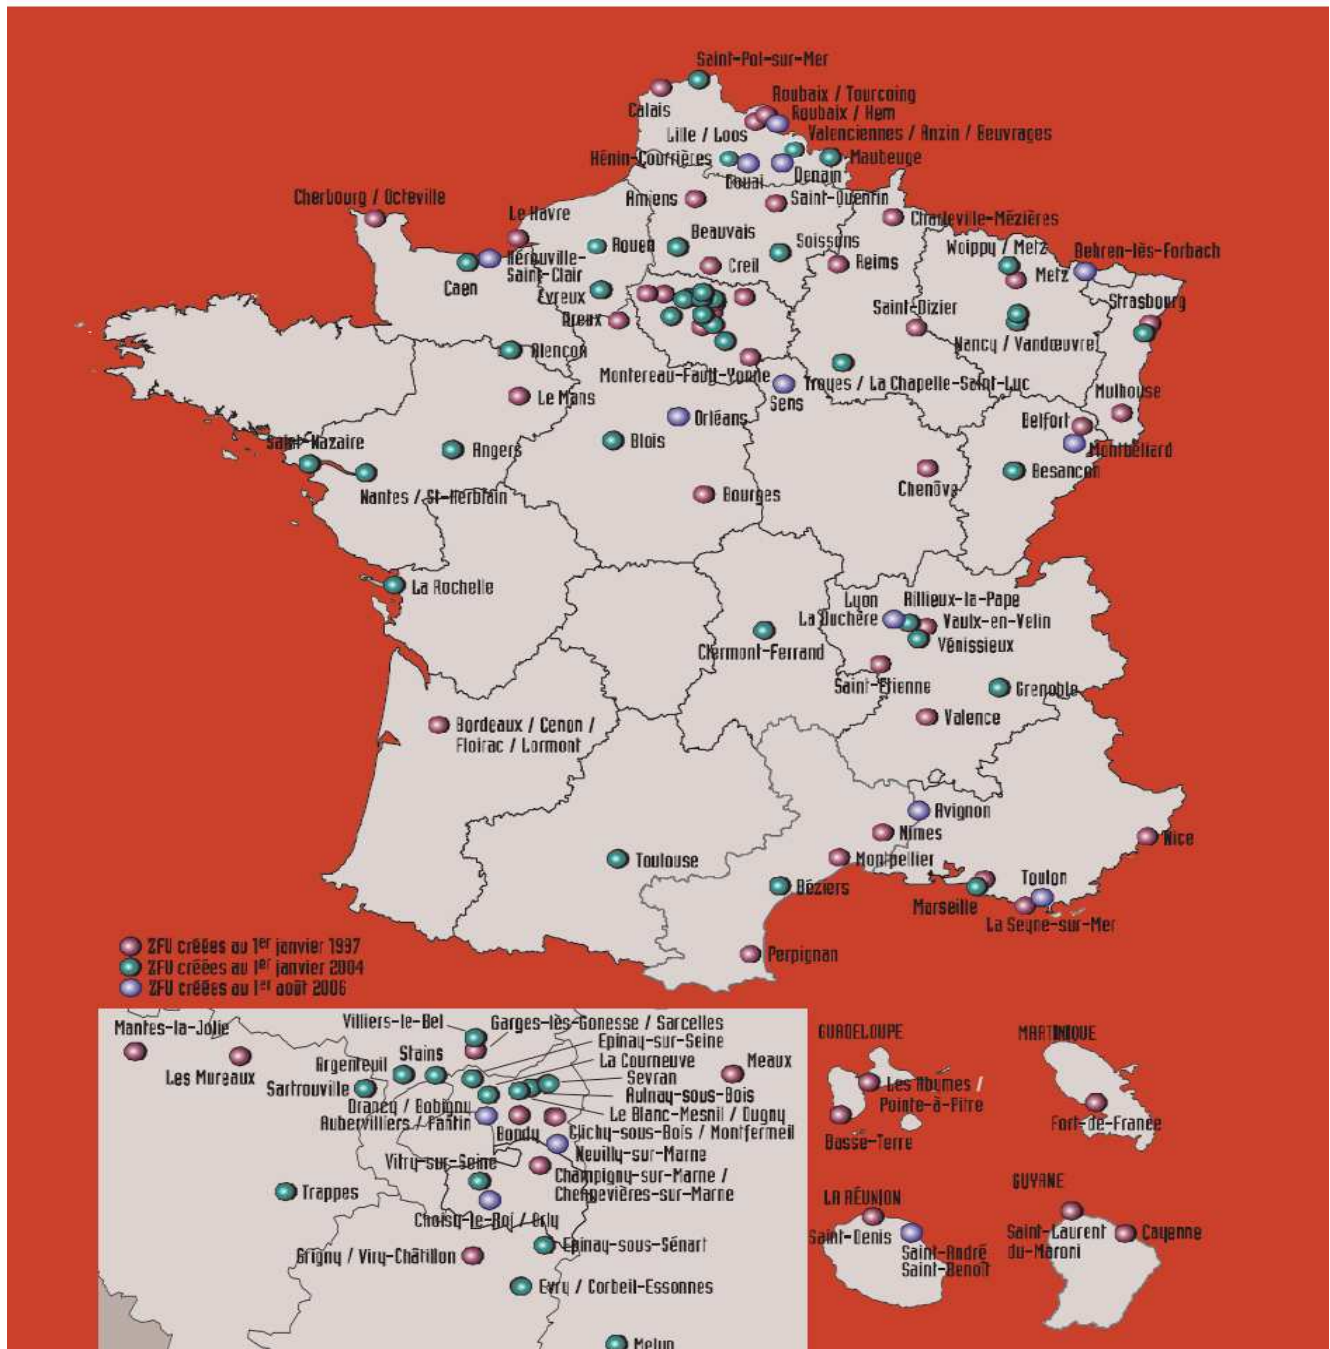 Saint-Pol-sur-Mer
Calais
Roubaix / Tourcoing
Roubaix / Hem
Lille / Loos
Valenciennes / Anzin / Beuvrages
Hénin-Courrières
Douai
Denain
Maubeuge
Cherbourg / Octeville
Le Havre
Amiens
Saint-Quentin
Charleville-Mézières
Rouen
Beauvais
Soissons
Woippy / Metz
Behren-lès-Forbach
Hérouville-
Saint-Clair
Caen
Creil
Reims
Metz
Evreux
Strasbourg
Dreux
Saint-Dizier
Nancy / Vandœuvre
Alençon
Montereau-Fault-Yonne
Troyes / La Chapelle-Saint-Luc
Sens
Le Mans
Mulhouse
Orléans
Belfort
Saint-Nazaire
Angers
Blois
Montbéliard
Besancon
Nantes / St-Herblain
Bourges
Chenôve
La Rochelle
Lyon
La Duchère
Rillieux-la-Pape
Vaulx-en-Velin
Vénissieux
Clermont-Ferrand
Saint-Etienne
Grenoble
Bordeaux / Cenon /
Floirac / Lormont
Valence
Avignon
Nîmes
Nice
Toulouse
Montpellier
Béziers
Toulon
Marseille
La Seyne-sur-Mer
Perpignan
ZFU créées au 1er janvier 1997
ZFU créées au 1er janvier 2004
ZFU créées au 1er août 2006
Mantes-la-Jolie
Villiers-le-Bel
Garges-lès-Gonesse / Sarcelles
Epinay-sur-Seine
La Courneuve
Meaux
Les Mureaux
Argenteuil
Stains
Sevran
Sartrouville
Aulnay-sous-Bois
Drancy / Bobigny
Le Blanc-Mesnil / Dugny
Aubervilliers / Pantin
Bondy
Clichy-sous-Bois / Montfermeil
Neuilly-sur-Marne
Vitry-sur-Seine
Champigny-sur-Marne /
Chennevières-sur-Marne
Trappes
Choisy-le-Roi / Orly
Epinay-sous-Sénart
Grigny / Viry-Châtillon
Evry / Corbeil-Essonnes
Melun
GUADELOUPE
Les Abymes /
Pointe-à-Pitre
Basse-Terre
MARTINIQUE
Fort-de-France
LA RÉUNION
Saint-Denis
Saint-André
Saint-Benoît
GUYANE
Saint-Laurent
du-Maroni
Cayenne